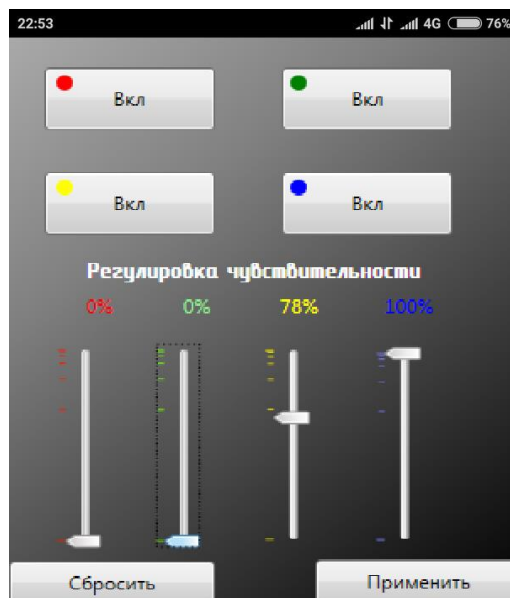 22:53 4G 76%
Вкл Вкл
Вкл Вкл
Регулировка чувствительности
0% 0% 78% 100%
Сбросить Применить